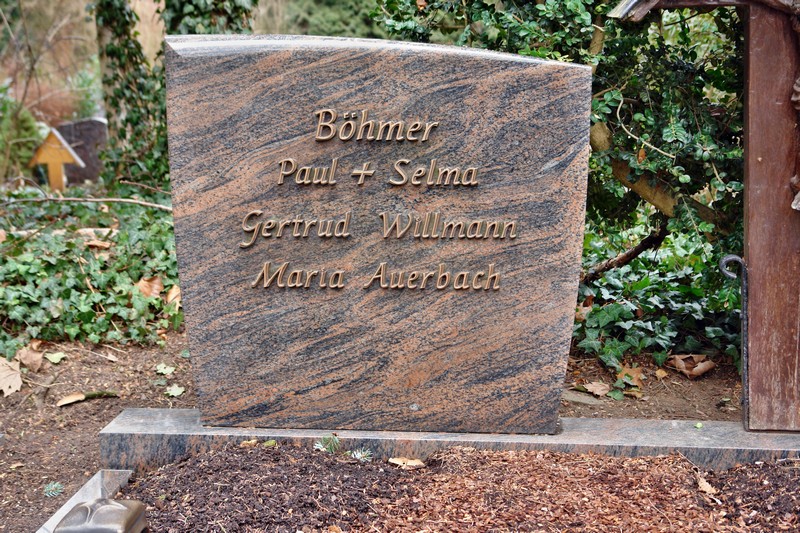 Böhmer
Paul + Selma
Gertrud Willmann
Maria Auerbach